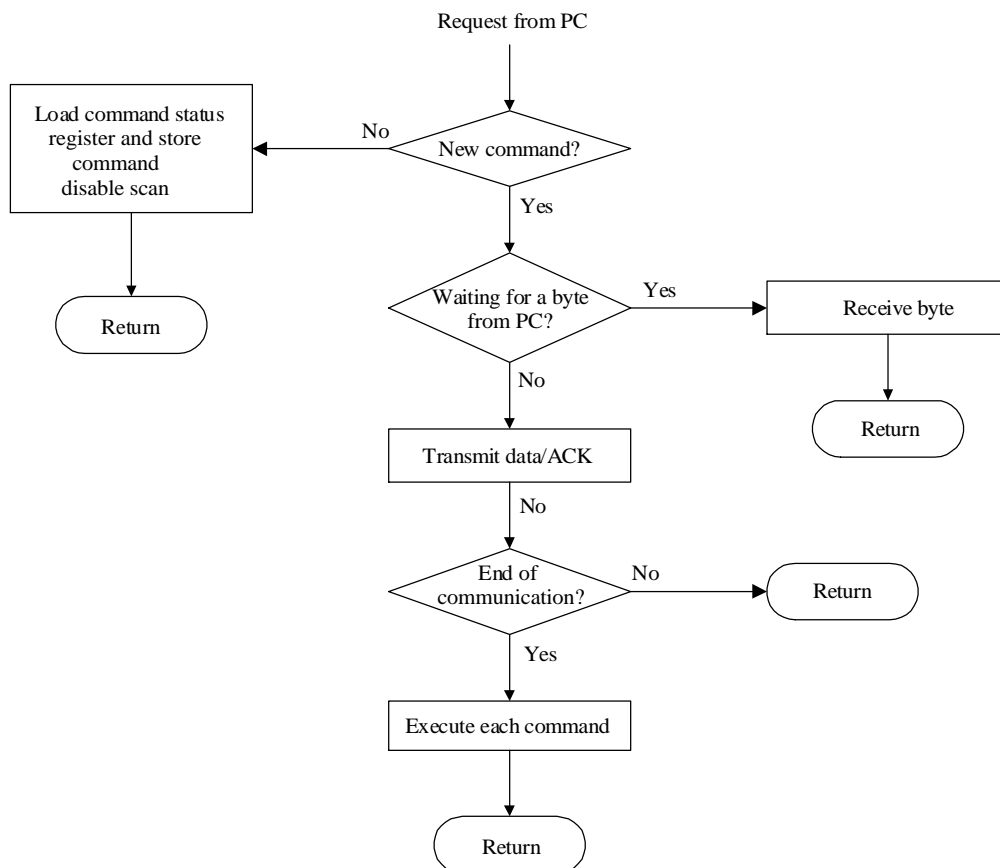 Request from PC
New command?
No
Load command status
register and store
command
disable scan
Return
Yes
Waiting for a byte
from PC?
Yes
Receive byte
Return
No
Transmit data/ACK
No
End of
communication?
No
Return
Yes
Execute each command
Return